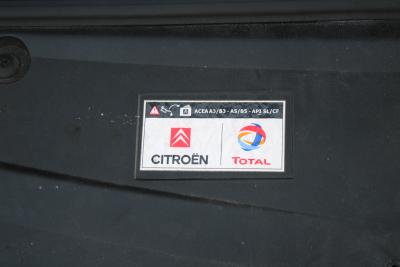 ACEA A3/B3 - A5/B5 - API SL/CF
CITROËN
TOTAL